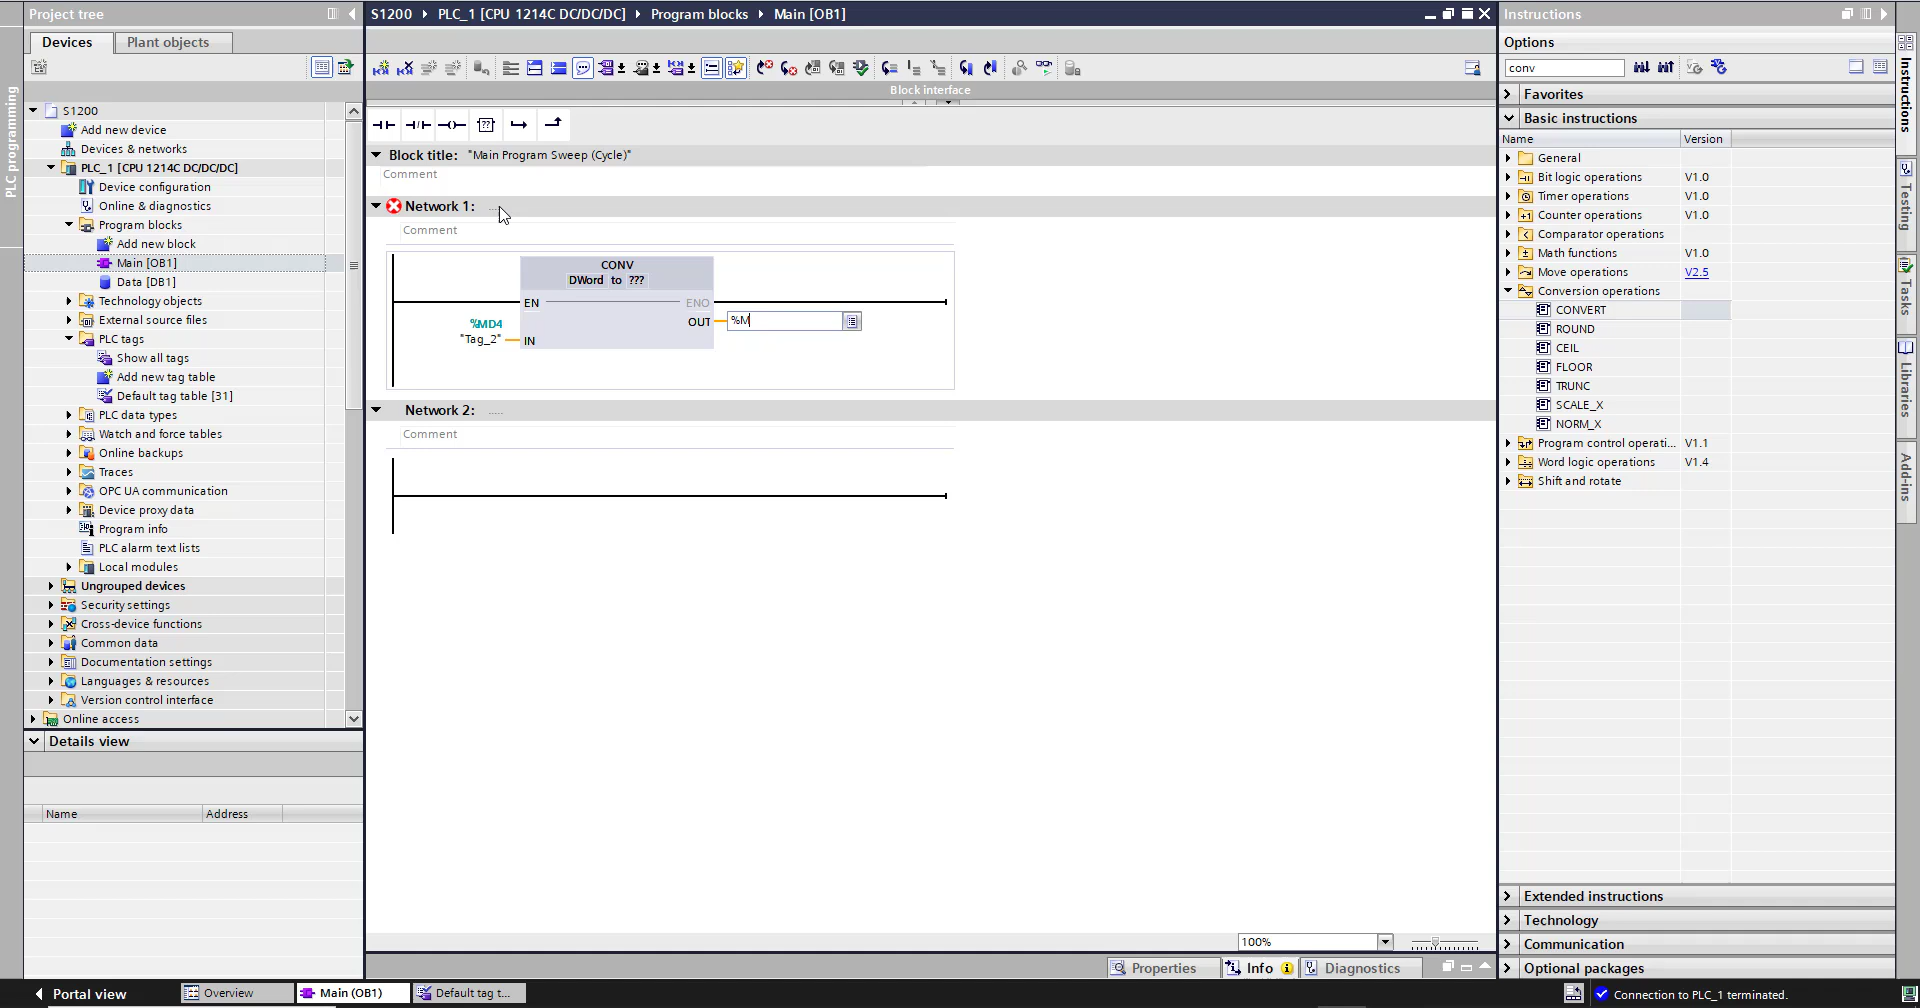 Project tree
Devices
Plant objects
S1200
Add new device
Devices & networks
PLC_1 [CPU 1214C DC/DC/DC]
Device configuration
Online & diagnostics
Program blocks
Add new block
Main [OB1]
Data [DB1]
Technology objects
External source files
PLC tags
Show all tags
Add new tag table
Default tag table [31]
PLC data types
Watch and force tables
Online backups
Traces
OPC UA communication
Device proxy data
Program info
PLC alarm text lists
Local modules
Ungrouped devices
Security settings
Cross-device functions
Common data
Documentation settings
Languages & resources
Version control interface
Online access
Details view
Name Address
PLC programming
S1200 PLC_1 [CPU 1214C DC/DC/DC] Program blocks Main [OB1]
Block interface
Block title: "Main Program Sweep (Cycle)"
Comment
Network 1: .....
Comment
CONV
DWord to ???
EN ENO
%MD4
"Tag_2"
IN
OUT
%M
Network 2: .....
Comment
100%
Properties
Info
Diagnostics
Instructions
Options
conv
Favorites
Basic instructions
Name Version
General
Bit logic operations V1.0
Timer operations V1.0
Counter operations V1.0
Comparator operations
Math functions V1.0
Move operations V2.5
Conversion operations
CONVERT
ROUND
CEIL
FLOOR
TRUNC
SCALE_X
NORM_X
Program control operati... V1.1
Word logic operations V1.4
Shift and rotate
Extended instructions
Technology
Communication
Optional packages
Instructions
Testing
Tasks
Libraries
Add-ins
Portal view
Overview
Main (OB1)
Default tag t...
Connection to PLC_1 terminated.